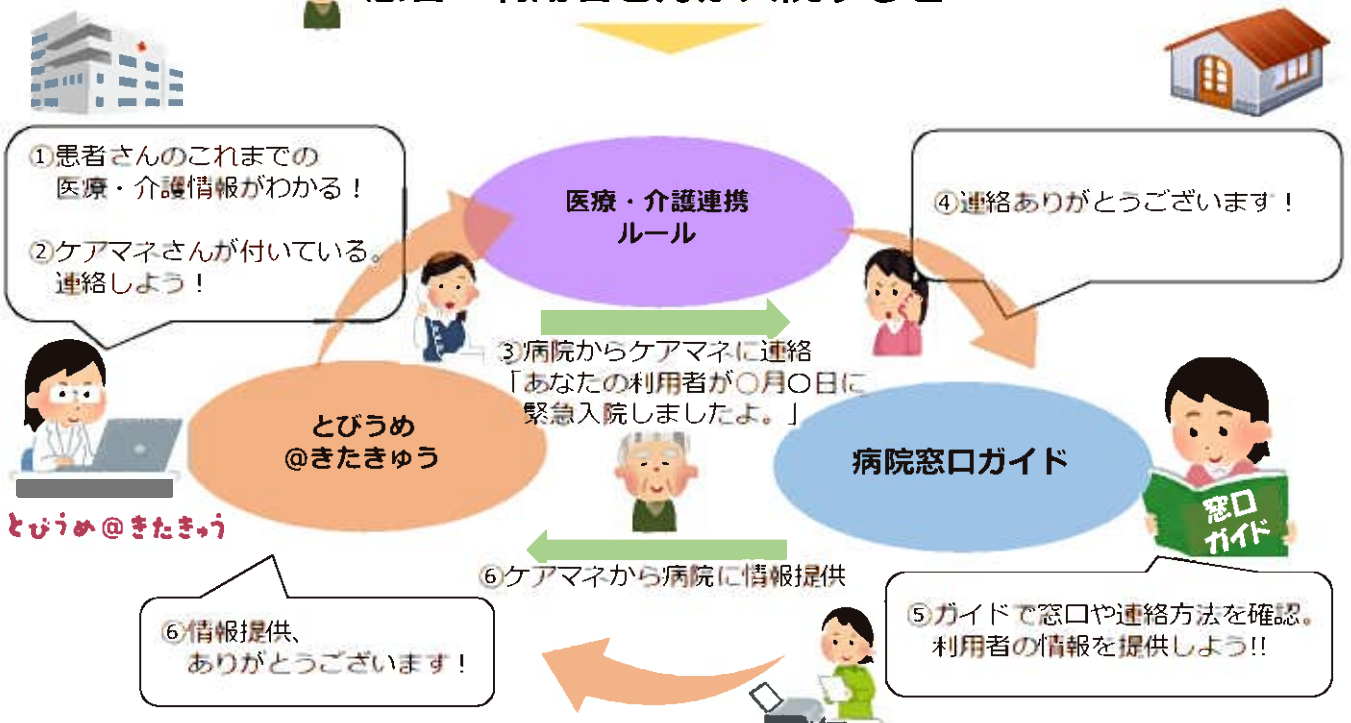 ①患者さんのこれまでの
医療・介護情報がわかる！
②ケアマネさんが付いている。
連絡しよう！
医療・介護連携
ルール
④連絡ありがとうございます！
③病院からケアマネに連絡
「あなたの利用者が〇月〇日に
緊急入院しましたよ。」
とびうめ
@きたきゅう
病院窓口ガイド
窓口
ガイド
とびうめ@きたきゅう
⑥ケアマネから病院に情報提供
⑥情報提供、
ありがとうございます！
⑤ガイドで窓口や連絡方法を確認。
利用者の情報を提供しよう!!